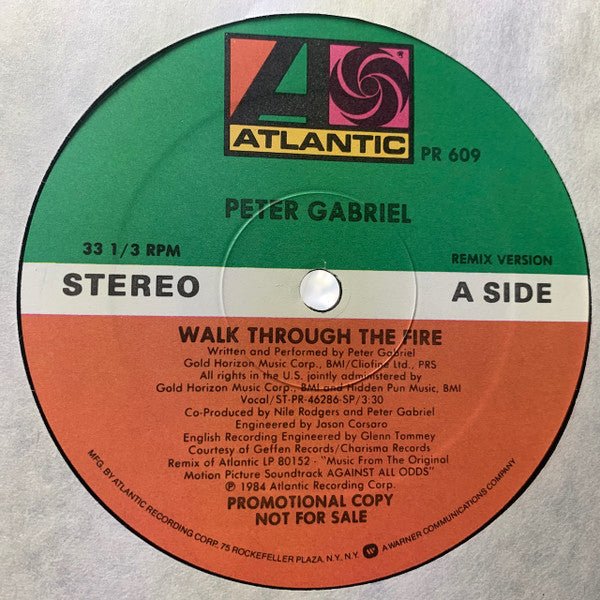 ATLANTIC
PR 609
PETER GABRIEL
33 1/3 RPM
REMIX VERSION
STEREO
A SIDE
WALK THROUGH THE FIRE
Written and Performed by Peter Gabriel
Gold Horizon Music Corp., BMI/Cliofine Ltd., PRS
All rights in the U.S. jointly administered by
Gold Horizon Music Corp., BMI and Hidden Pun Music, BMI
Vocal/ST-PR-46286-SP/3:30
Co-Produced by Nile Rodgers and Peter Gabriel
Engineered by Jason Corsaro
English Recording Engineered by Glenn Tommey
Courtesy of Geffen Records/Charisma Records
Remix of Atlantic LP 80152 - "Music From The Original
Motion Picture Soundtrack AGAINST ALL ODDS"
℗ 1984 Atlantic Recording Corp.
PROMOTIONAL COPY
NOT FOR SALE
MFG. BY ATLANTIC RECORDING CORP. 75 ROCKEFELLER PLAZA, N.Y., N.Y. A WARNER COMMUNICATIONS COMPANY